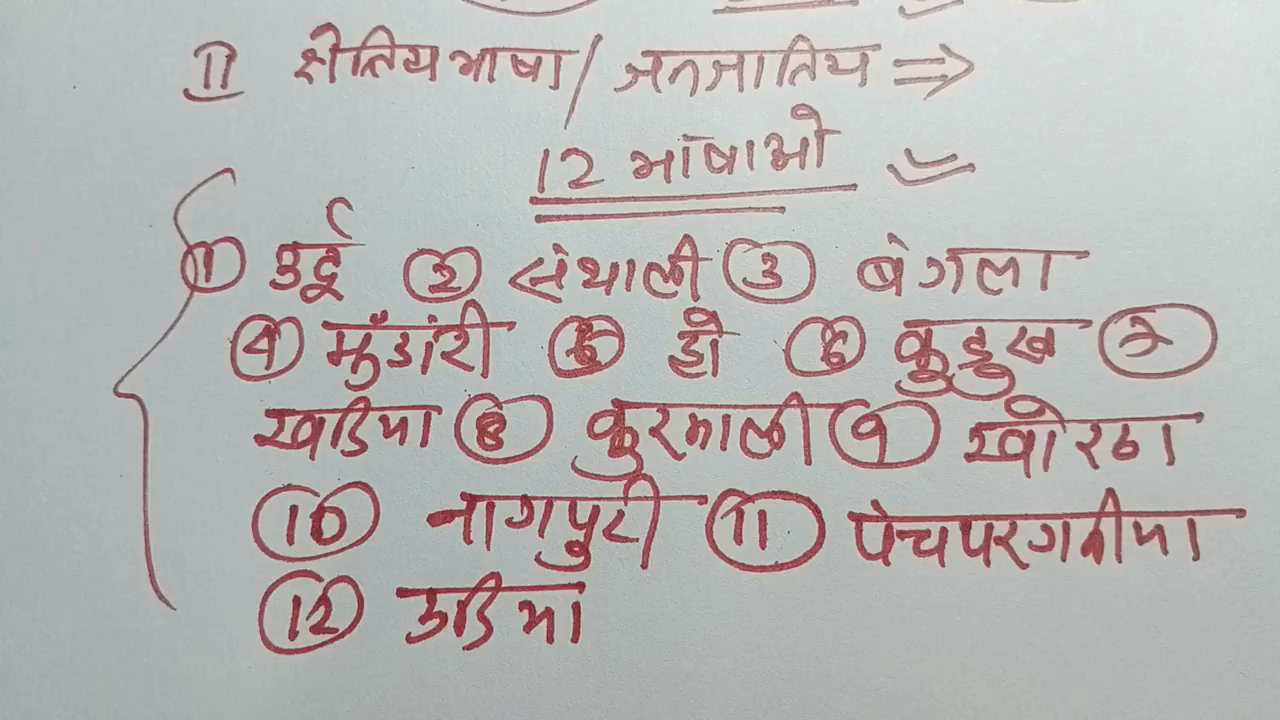 II क्षेत्रिय भाषा / जनजातिय ⇒
12 भाषाओं
① उर्दू ② संथाली ③ बंगला
④ मुँडारी ⑤ हो ⑥ कुडुख ⑦
खडिया ⑧ कुरमाली ⑨ खोरठा
⑩ नागपुरी ⑪ पंचपरगनीया
⑫ उडिया